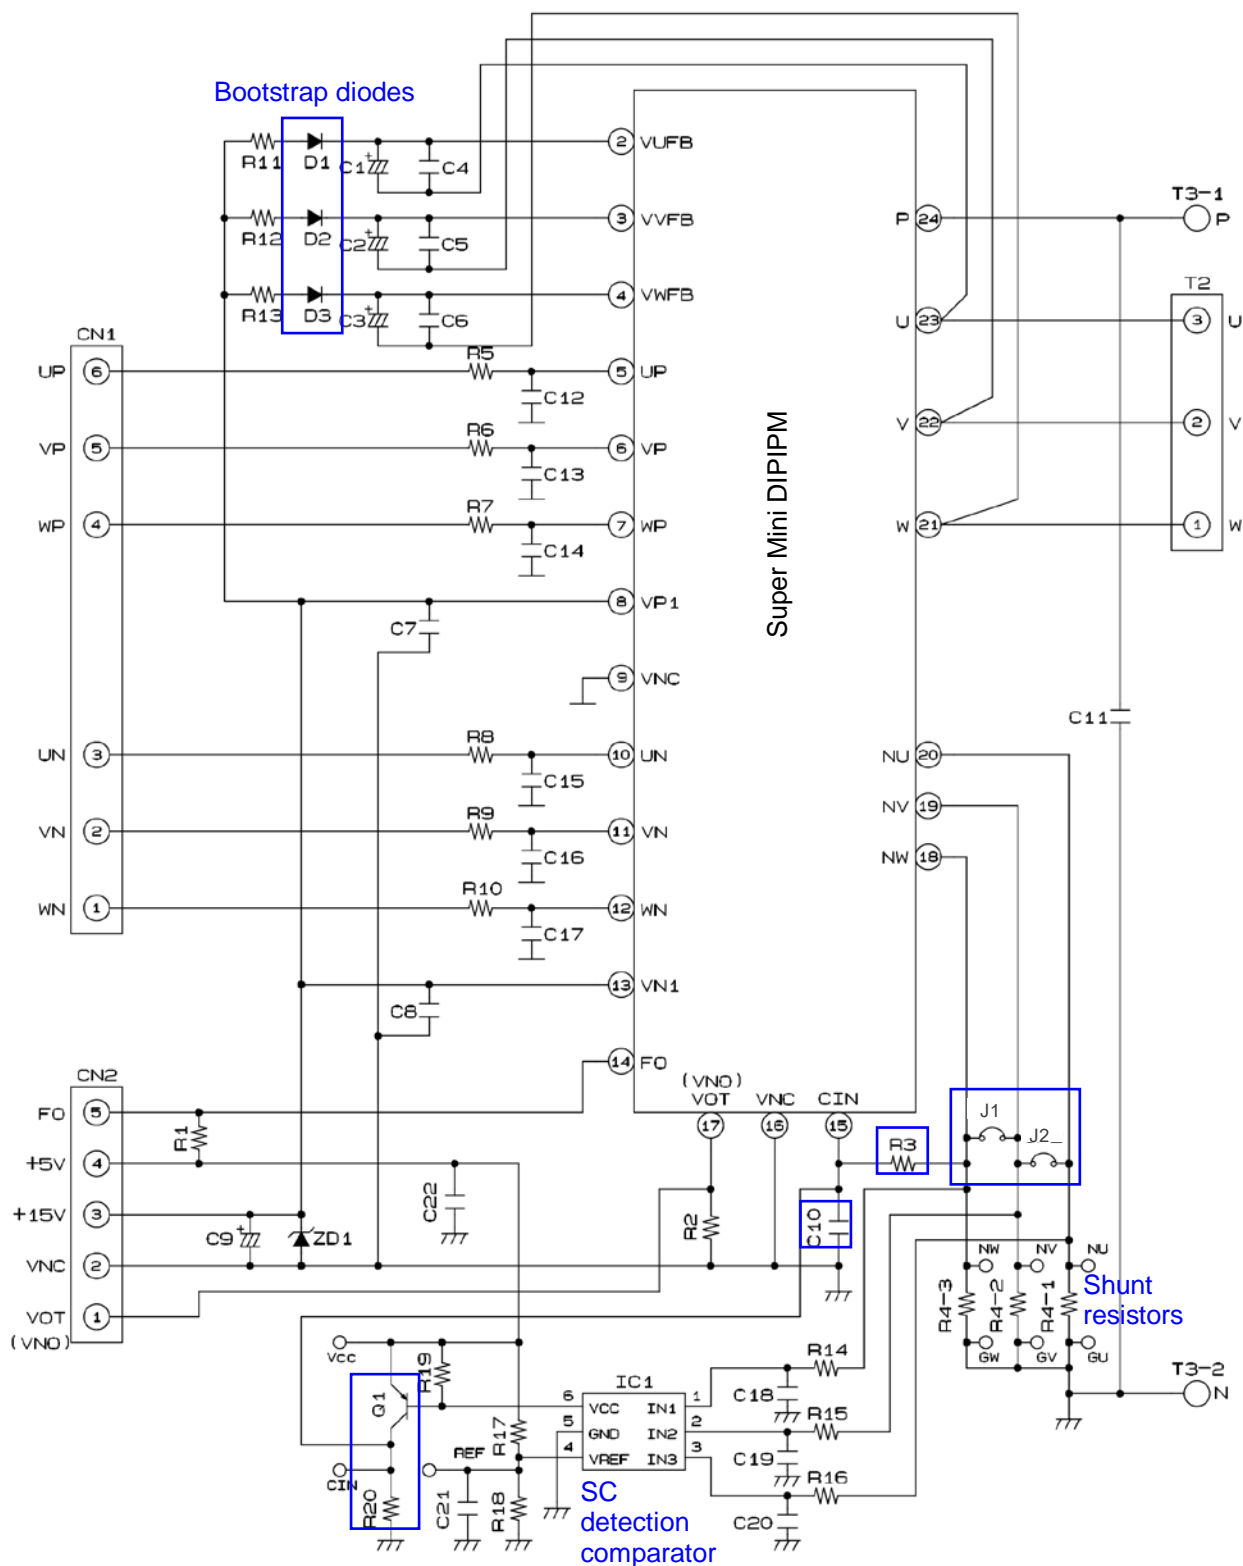 Bootstrap diodes
R11 D1 C1 + C4 2 VUFB
T3-1
R12 D2 C2 + C5 3 VVFB P 24 P
T2
R13 D3 C3 + C6 4 VWFB U 23 3 U
CN1
R5
UP 6 5 UP
C12
R6
VP 5 6 VP V 22 2 V
C13
R7
WP 4 7 WP W 21 1 W
C14
Super Mini DIPIPM
8 VP1
C7
9 VNC
C11
R8
UN 3 10 UN NU 20
C15
R9
NV 19
VN 2 11 VN
C16
NW 18
R10
WN 1 12 WN
C17
13 VN1
C8
14 FO
CN2
(VNO)
VOT VNC CIN
FO 5 17 16 15 J1
R1
R3 J2_
+5V 4
C22
+15V 3
C9 + ZD1 R2 C10
VNC 2
NW NV NU
R4-3 R4-2 R4-1
Shunt
resistors
VOT 1
(VNO)
GW GV GU
Vcc R19 R14
T3-2
N
IC1
Q1 6 VCC IN1 1 C18
5 GND IN2 2 R15
R17
4 VREF IN3 3 C19
REF
CIN
R16
R20 C21 R18 C20
SC
detection
comparator